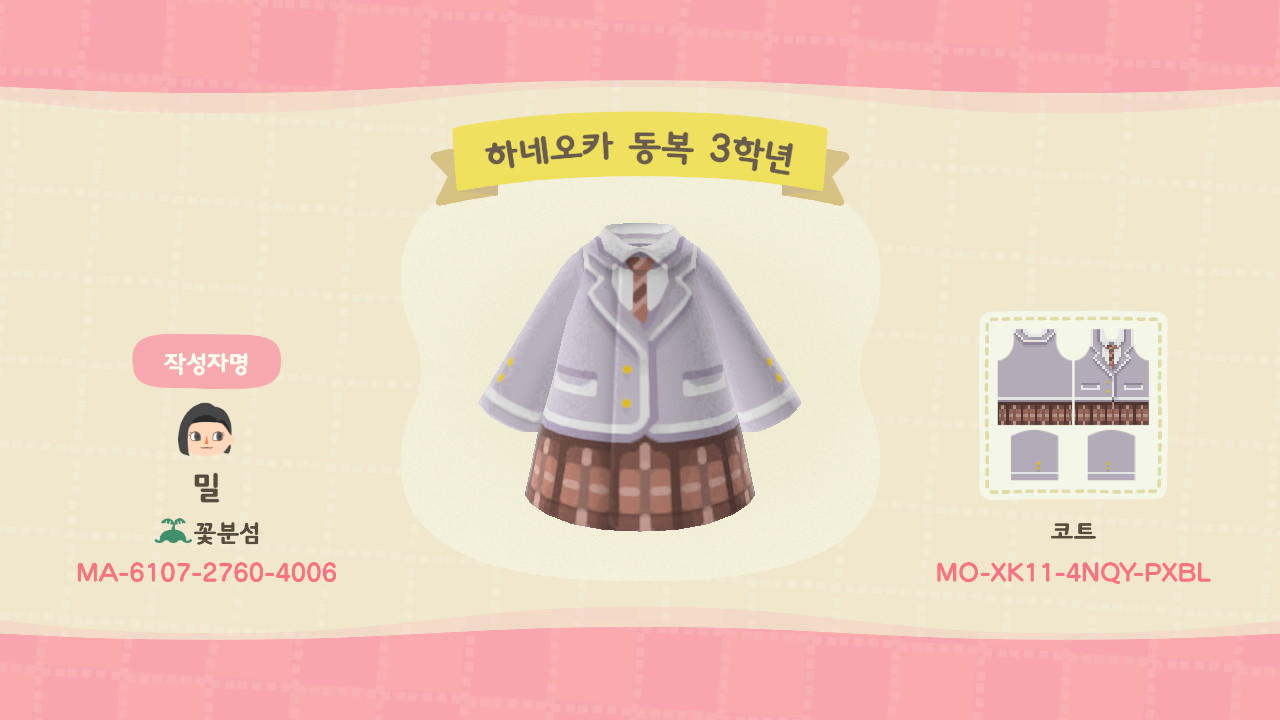 하네오카 동복 3학년
작성자명
밀
꽃분섬
MA-6107-2760-4006
코트
MO-XK11-4NQY-PXBL